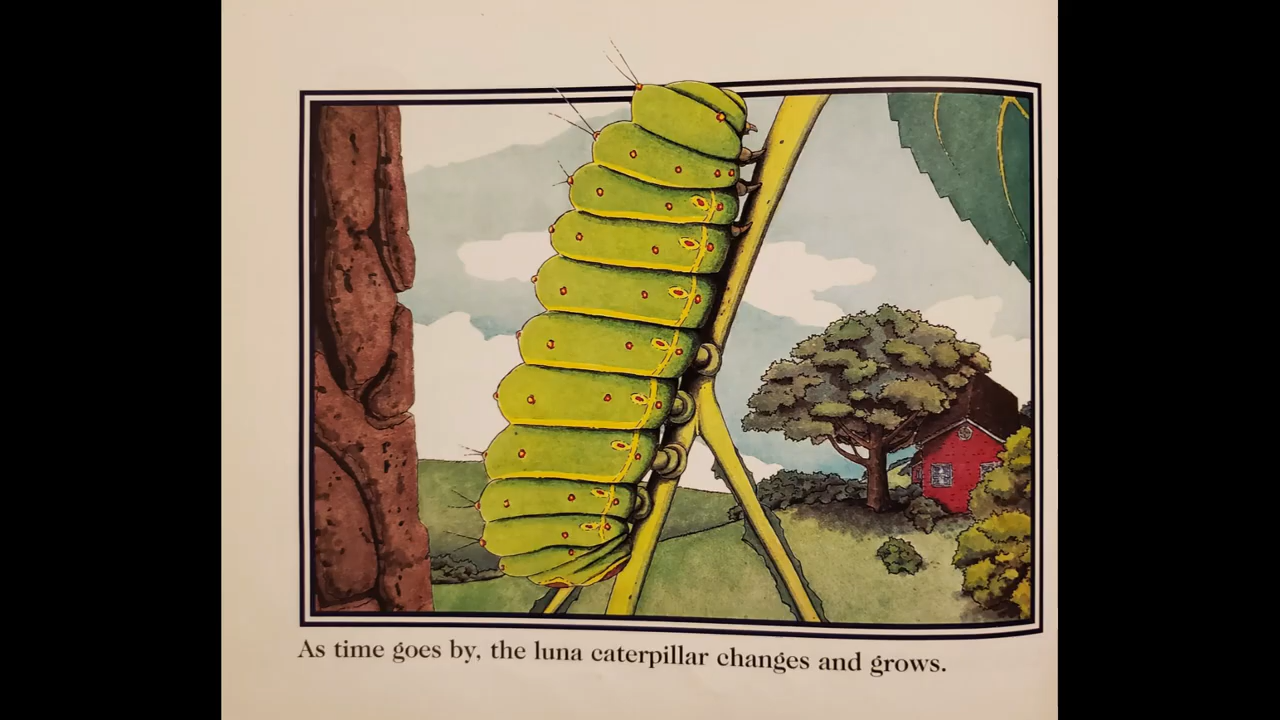 As time goes by, the luna caterpillar changes and grows.